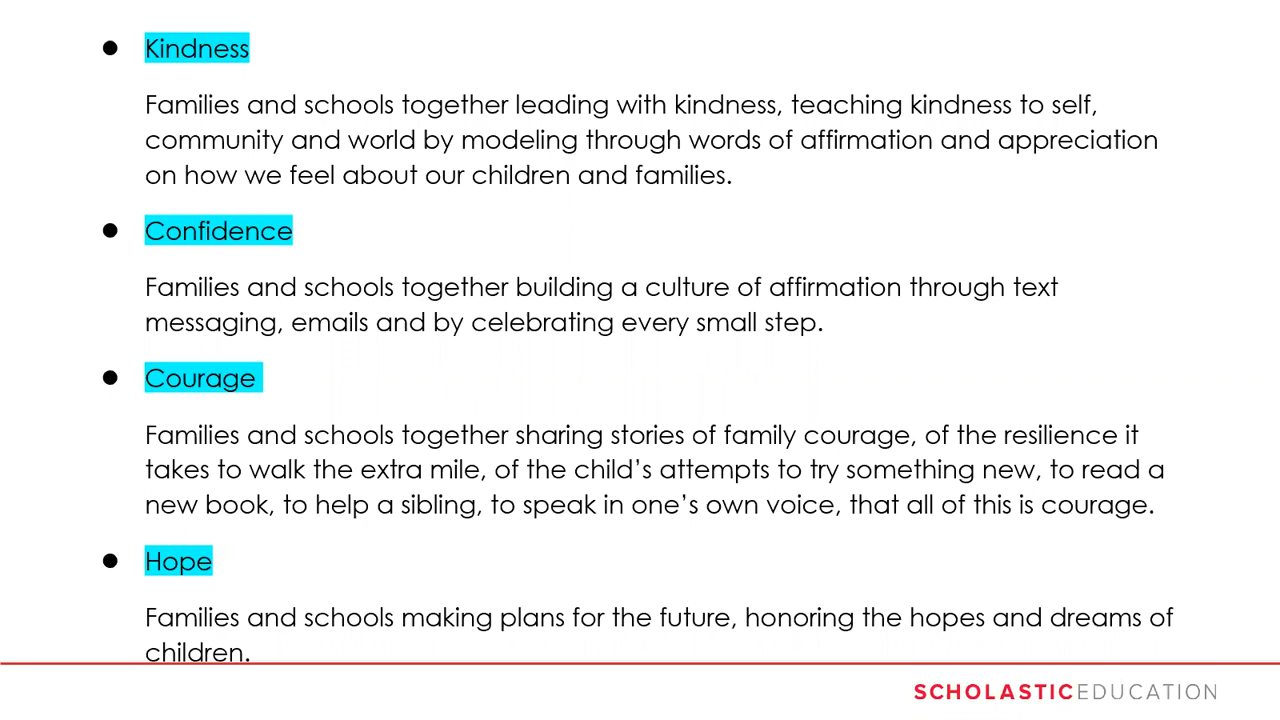 ● Kindness
Families and schools together leading with kindness, teaching kindness to self,
community and world by modeling through words of affirmation and appreciation
on how we feel about our children and families.
● Confidence
Families and schools together building a culture of affirmation through text
messaging, emails and by celebrating every small step.
● Courage
Families and schools together sharing stories of family courage, of the resilience it
takes to walk the extra mile, of the child’s attempts to try something new, to read a
new book, to help a sibling, to speak in one’s own voice, that all of this is courage.
● Hope
Families and schools making plans for the future, honoring the hopes and dreams of
children.
SCHOLASTICEDUCATION